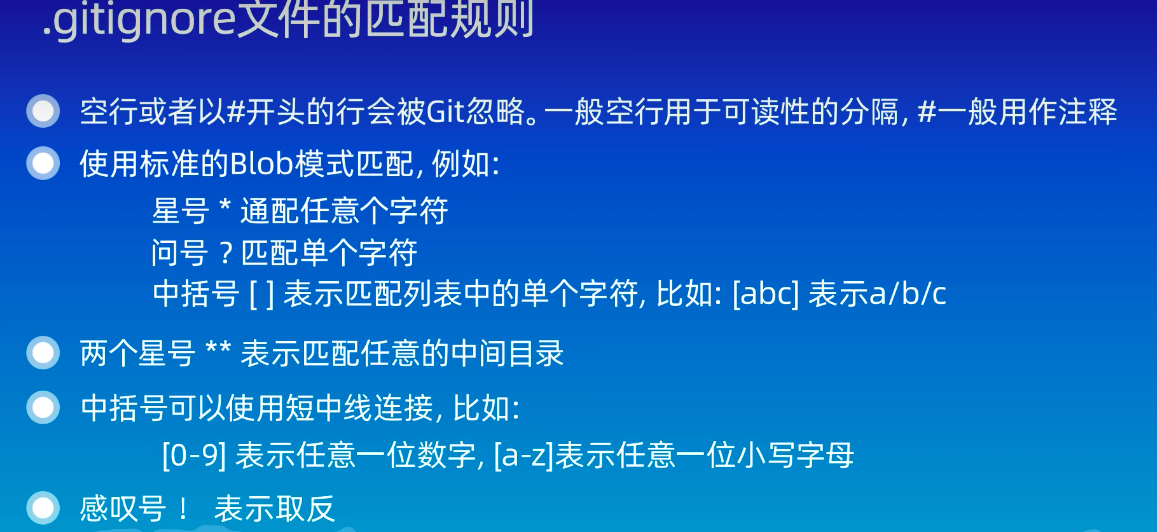 .gitignore文件的匹配规则
空行或者以#开头的行会被Git忽略。一般空行用于可读性的分隔, #一般用作注释
使用标准的Blob模式匹配, 例如:
星号 * 通配任意个字符
问号 ? 匹配单个字符
中括号 [ ] 表示匹配列表中的单个字符, 比如: [abc] 表示a/b/c
两个星号 ** 表示匹配任意的中间目录
中括号可以使用短中线连接, 比如:
[0-9] 表示任意一位数字, [a-z]表示任意一位小写字母
感叹号 ！ 表示取反